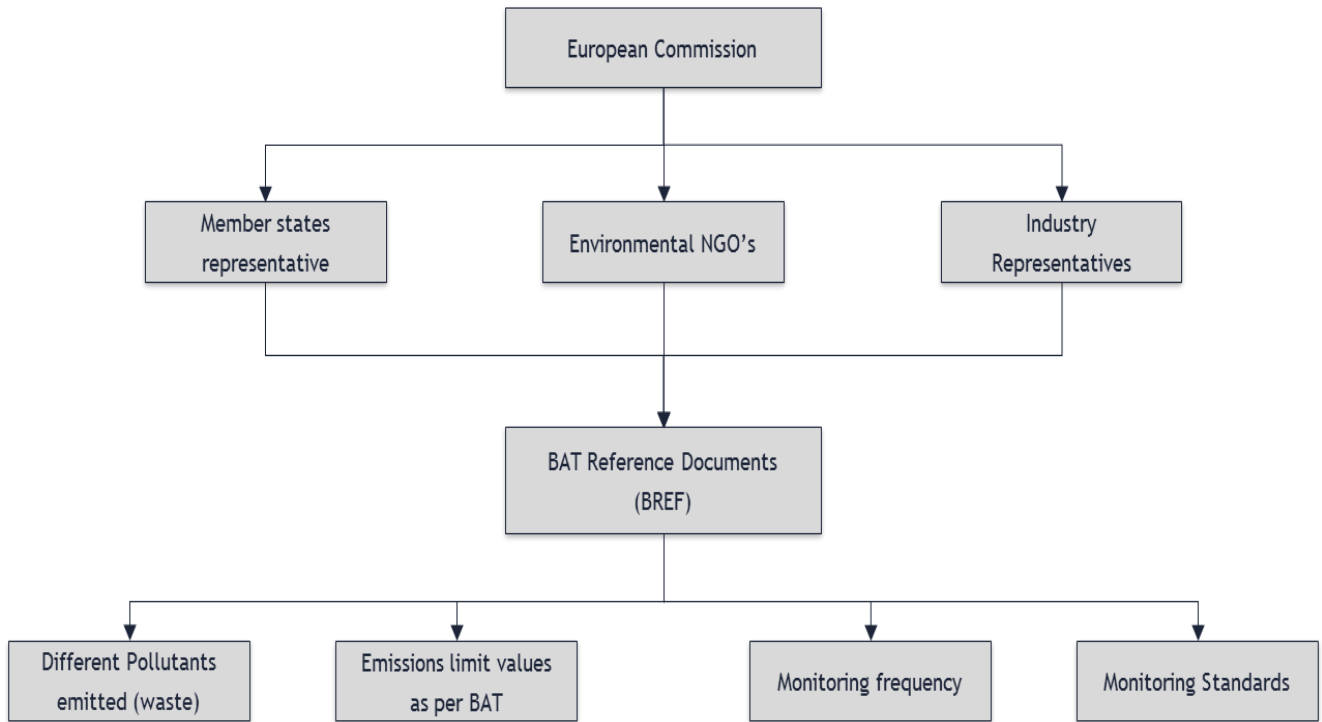 European Commission
Member states
representative
Environmental NGO’s
Industry
Representatives
BAT Reference Documents
(BREF)
Different Pollutants
emitted (waste)
Emissions limit values
as per BAT
Monitoring frequency
Monitoring Standards